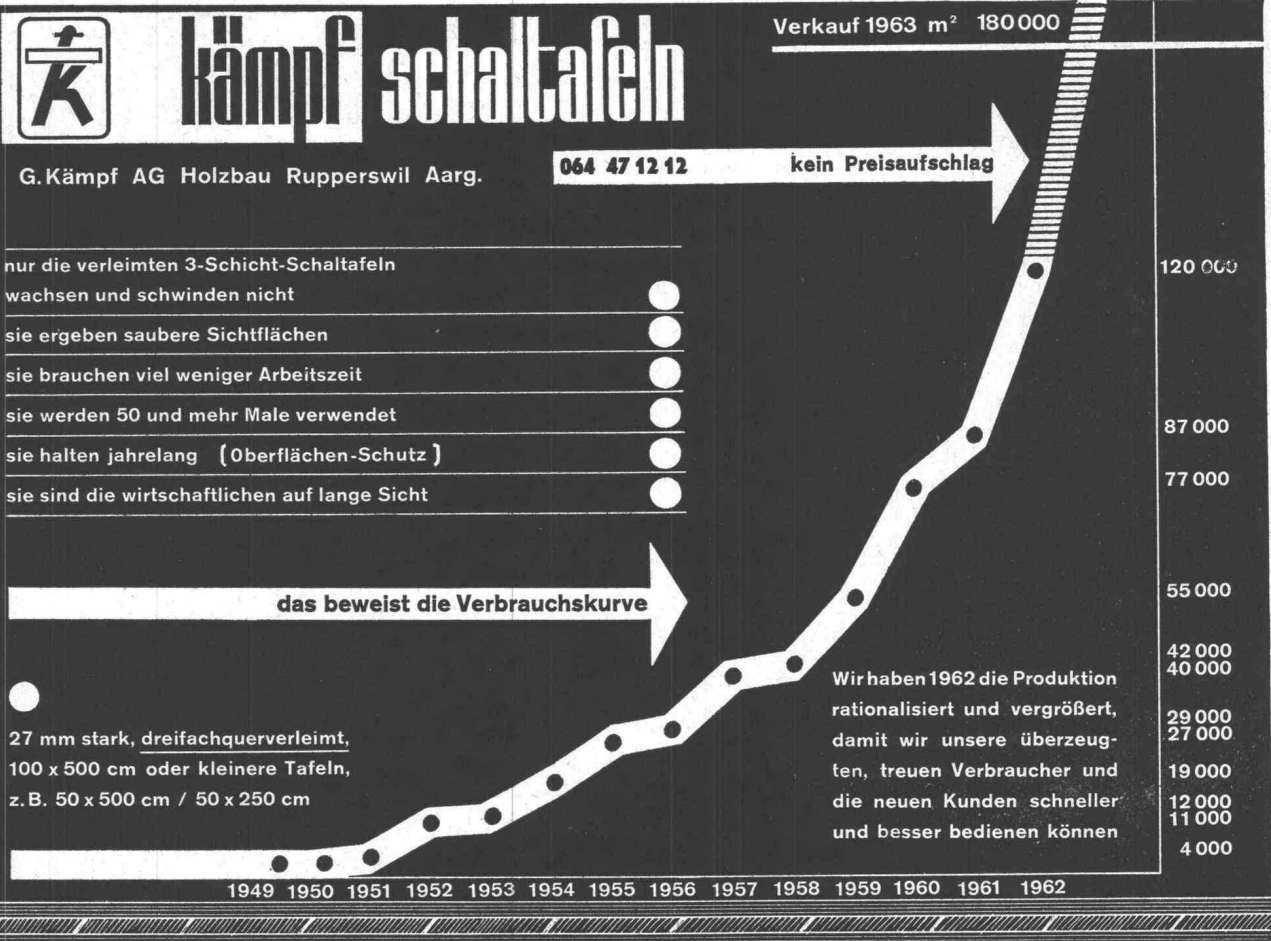 K
kämpf schaltafeln
Verkauf 1963 m² 180 000
G. Kämpf AG Holzbau Rupperswil Aarg.
064 47 12 12 kein Preisaufschlag
nur die verleimten 3-Schicht-Schaltafeln
wachsen und schwinden nicht
sie ergeben saubere Sichtflächen
sie brauchen viel weniger Arbeitszeit
sie werden 50 und mehr Male verwendet
sie halten jahrelang (Oberflächen-Schutz)
sie sind die wirtschaftlichen auf lange Sicht
das beweist die Verbrauchskurve
27 mm stark, dreifachquerverleimt,
100 x 500 cm oder kleinere Tafeln,
z. B. 50 x 500 cm / 50 x 250 cm
Wir haben 1962 die Produktion
rationalisiert und vergrößert,
damit wir unsere überzeug-
ten, treuen Verbraucher und
die neuen Kunden schneller
und besser bedienen können
120 000
87 000
77 000
55 000
42 000
40 000
29 000
27 000
19 000
12 000
11 000
4 000
1949 1950 1951 1952 1953 1954 1955 1956 1957 1958 1959 1960 1961 1962